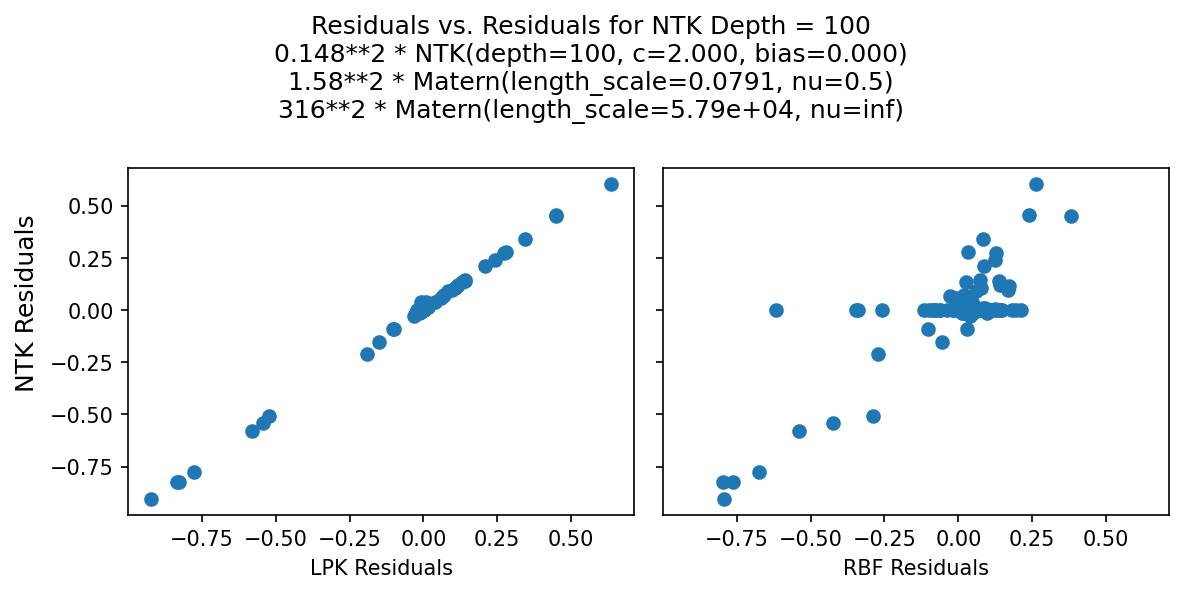 Residuals vs. Residuals for NTK Depth = 100
0.148**2 * NTK(depth=100, c=2.000, bias=0.000)
1.58**2 * Matern(length_scale=0.0791, nu=0.5)
316**2 * Matern(length_scale=5.79e+04, nu=inf)
NTK Residuals
0.50
0.25
0.00
−0.25
−0.50
−0.75
−0.75 −0.50 −0.25 0.00 0.25 0.50
LPK Residuals
−0.75 −0.50 −0.25 0.00 0.25 0.50
RBF Residuals